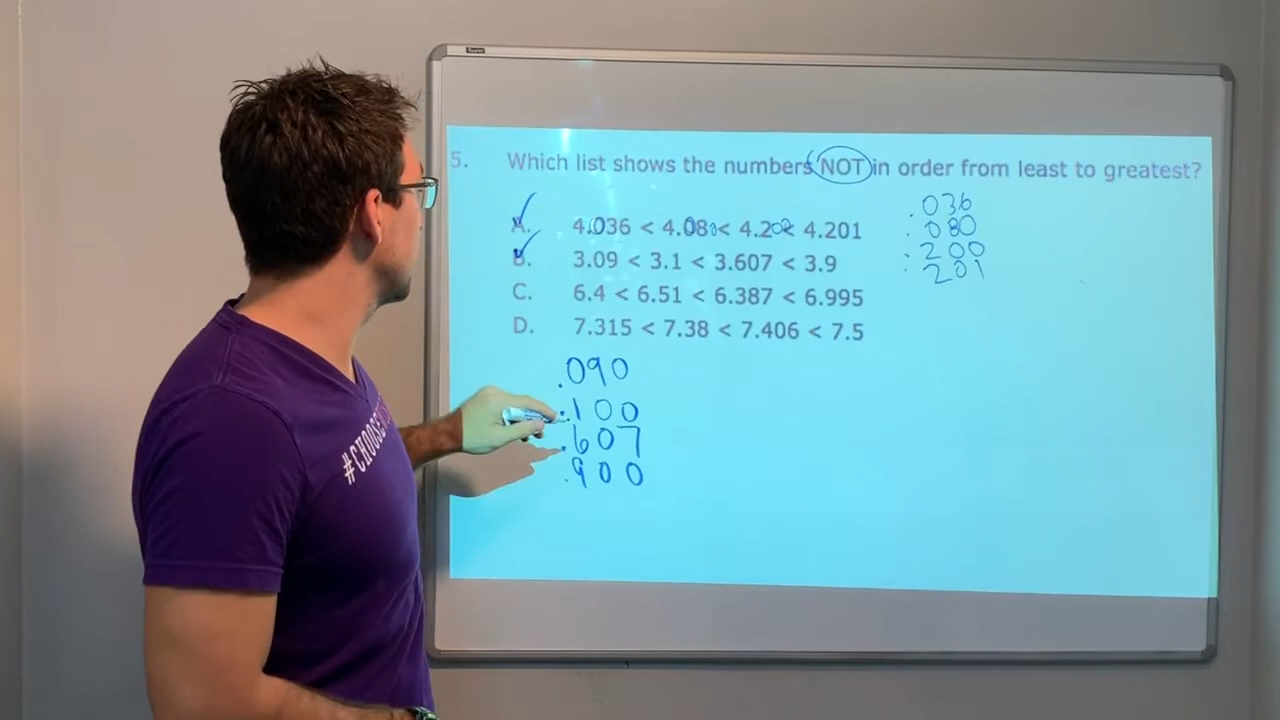 5. Which list shows the numbers NOT in order from least to greatest?
A. 4.036 < 4.080 < 4.200 < 4.201
B. 3.09 < 3.1 < 3.607 < 3.9
C. 6.4 < 6.51 < 6.387 < 6.995
D. 7.315 < 7.38 < 7.406 < 7.5
.036
.080
.200
.201
.090
.100
.607
.900
#CHOOSE